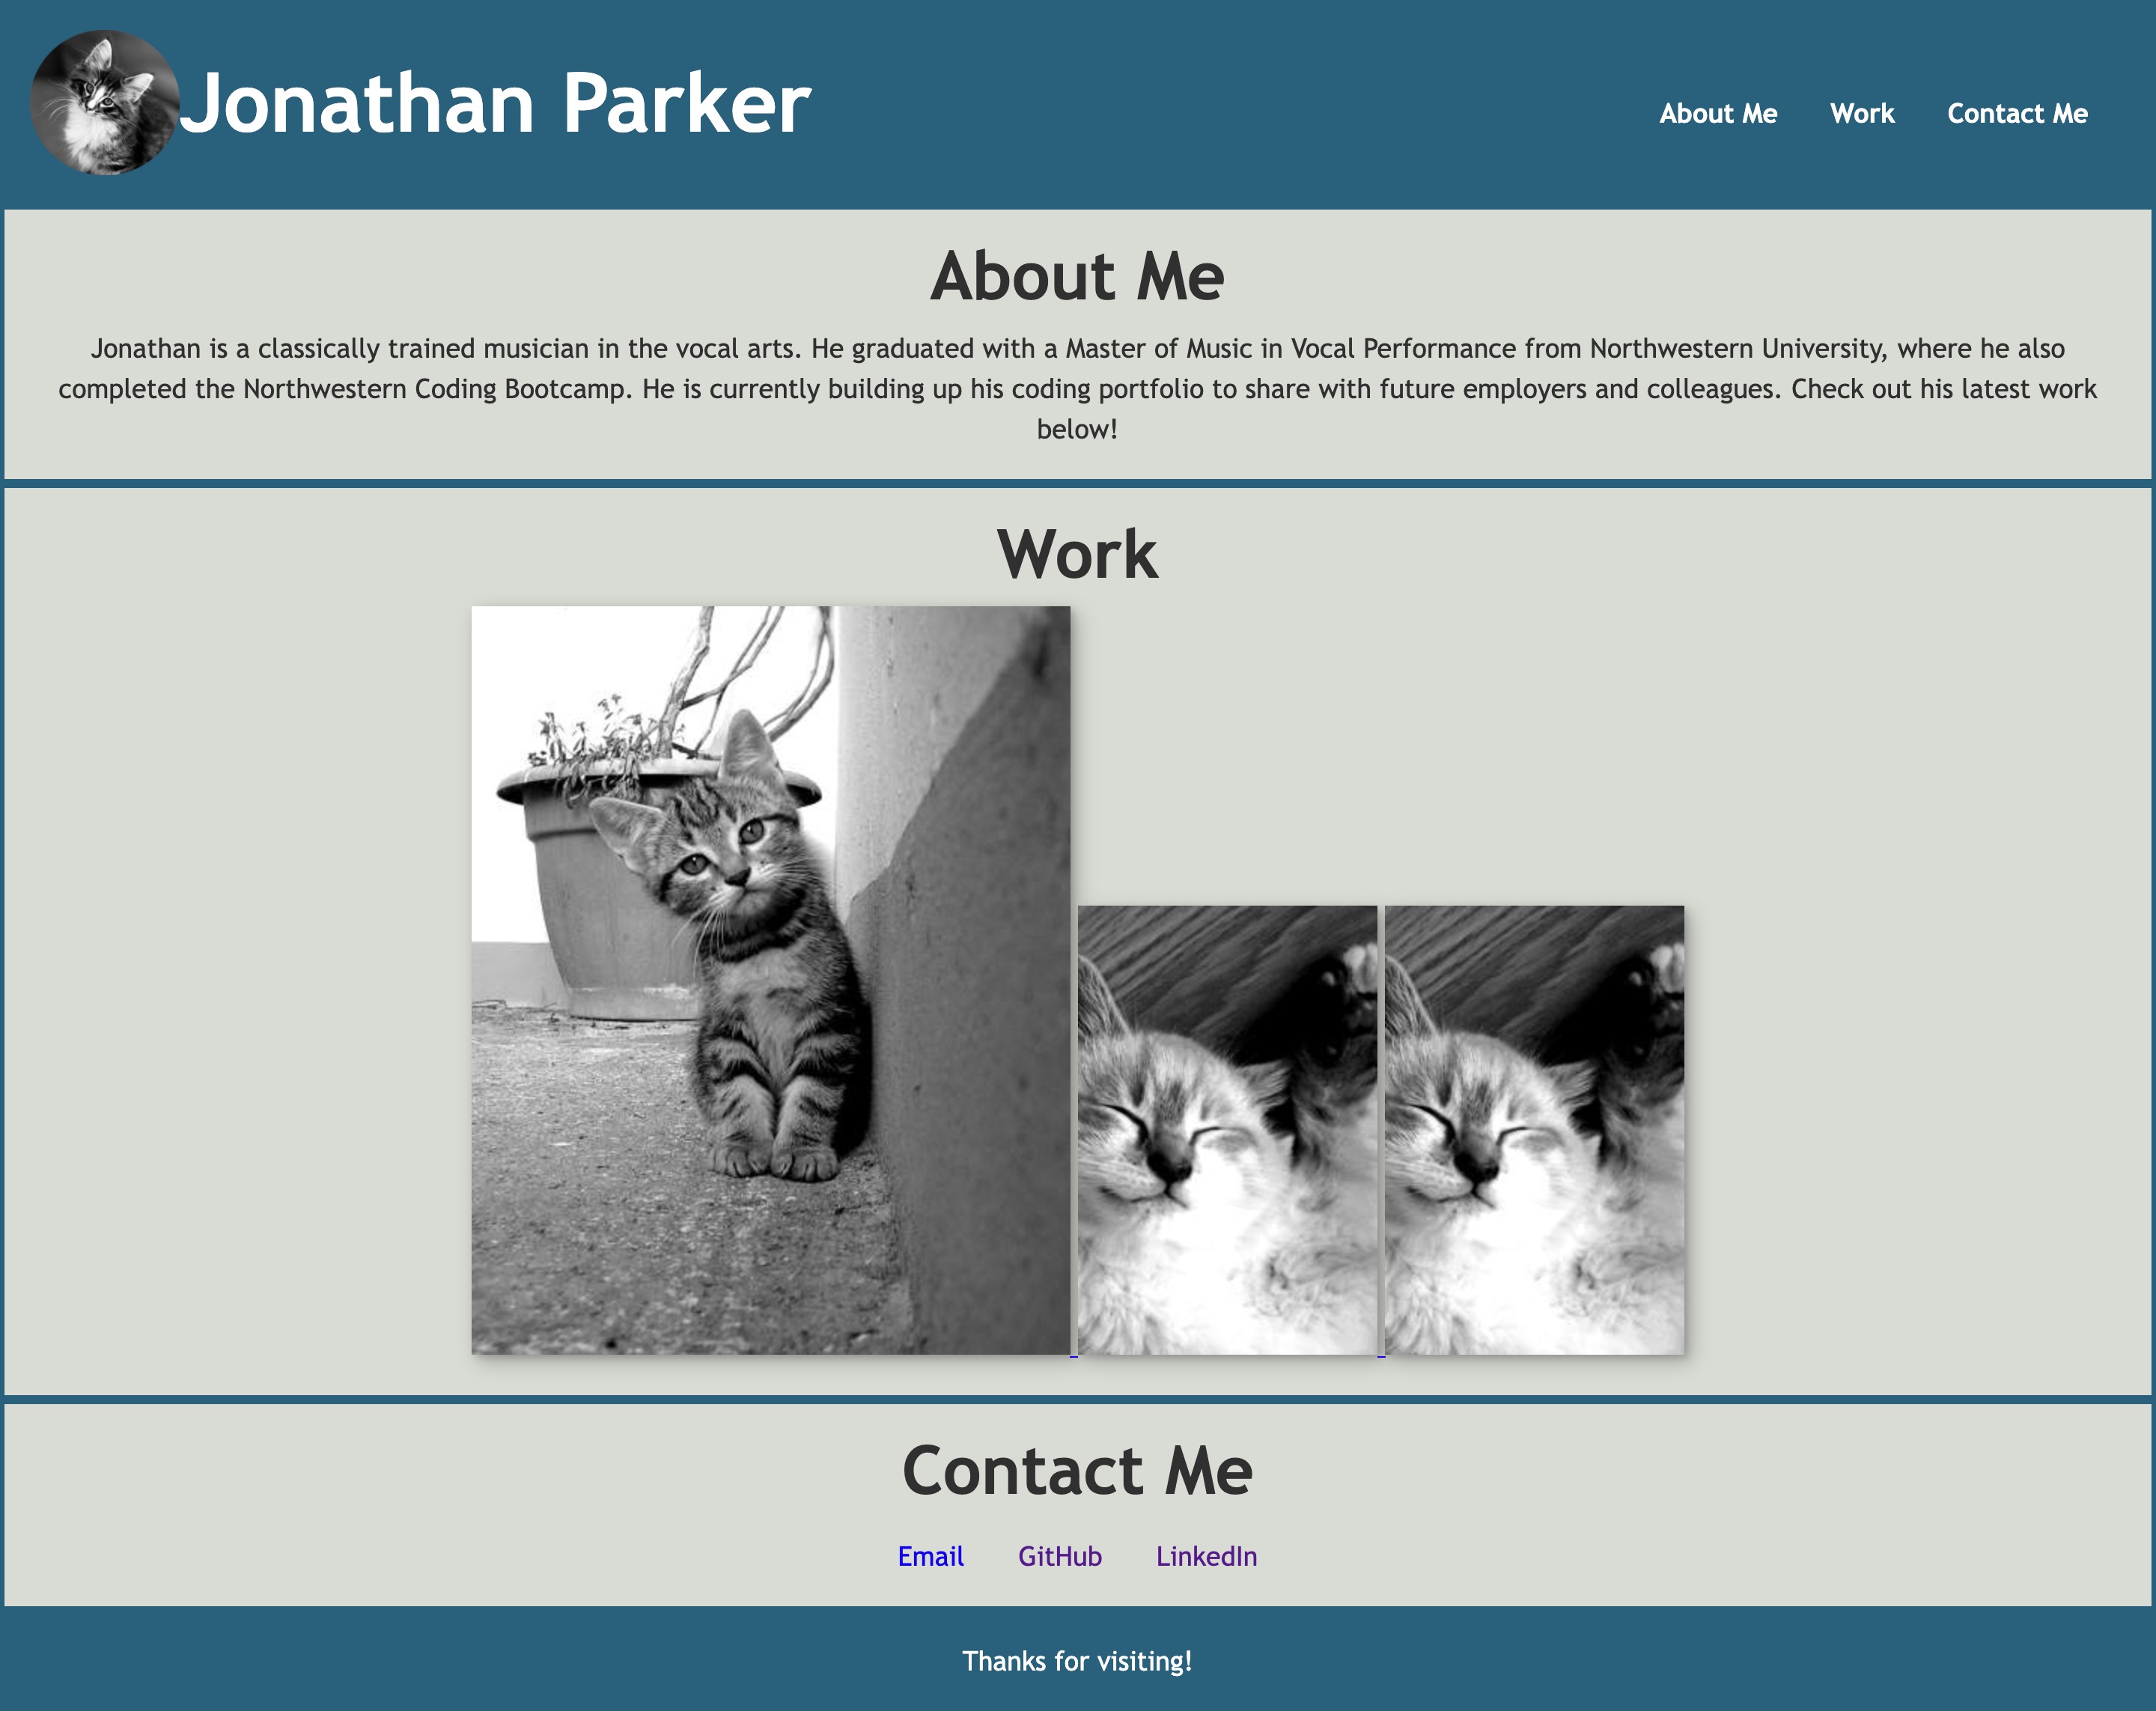 Jonathan Parker
About Me
Work
Contact Me
About Me
Jonathan is a classically trained musician in the vocal arts. He graduated with a Master of Music in Vocal Performance from Northwestern University, where he also
completed the Northwestern Coding Bootcamp. He is currently building up his coding portfolio to share with future employers and colleagues. Check out his latest work
below!
Work
Contact Me
Email
GitHub
LinkedIn
Thanks for visiting!